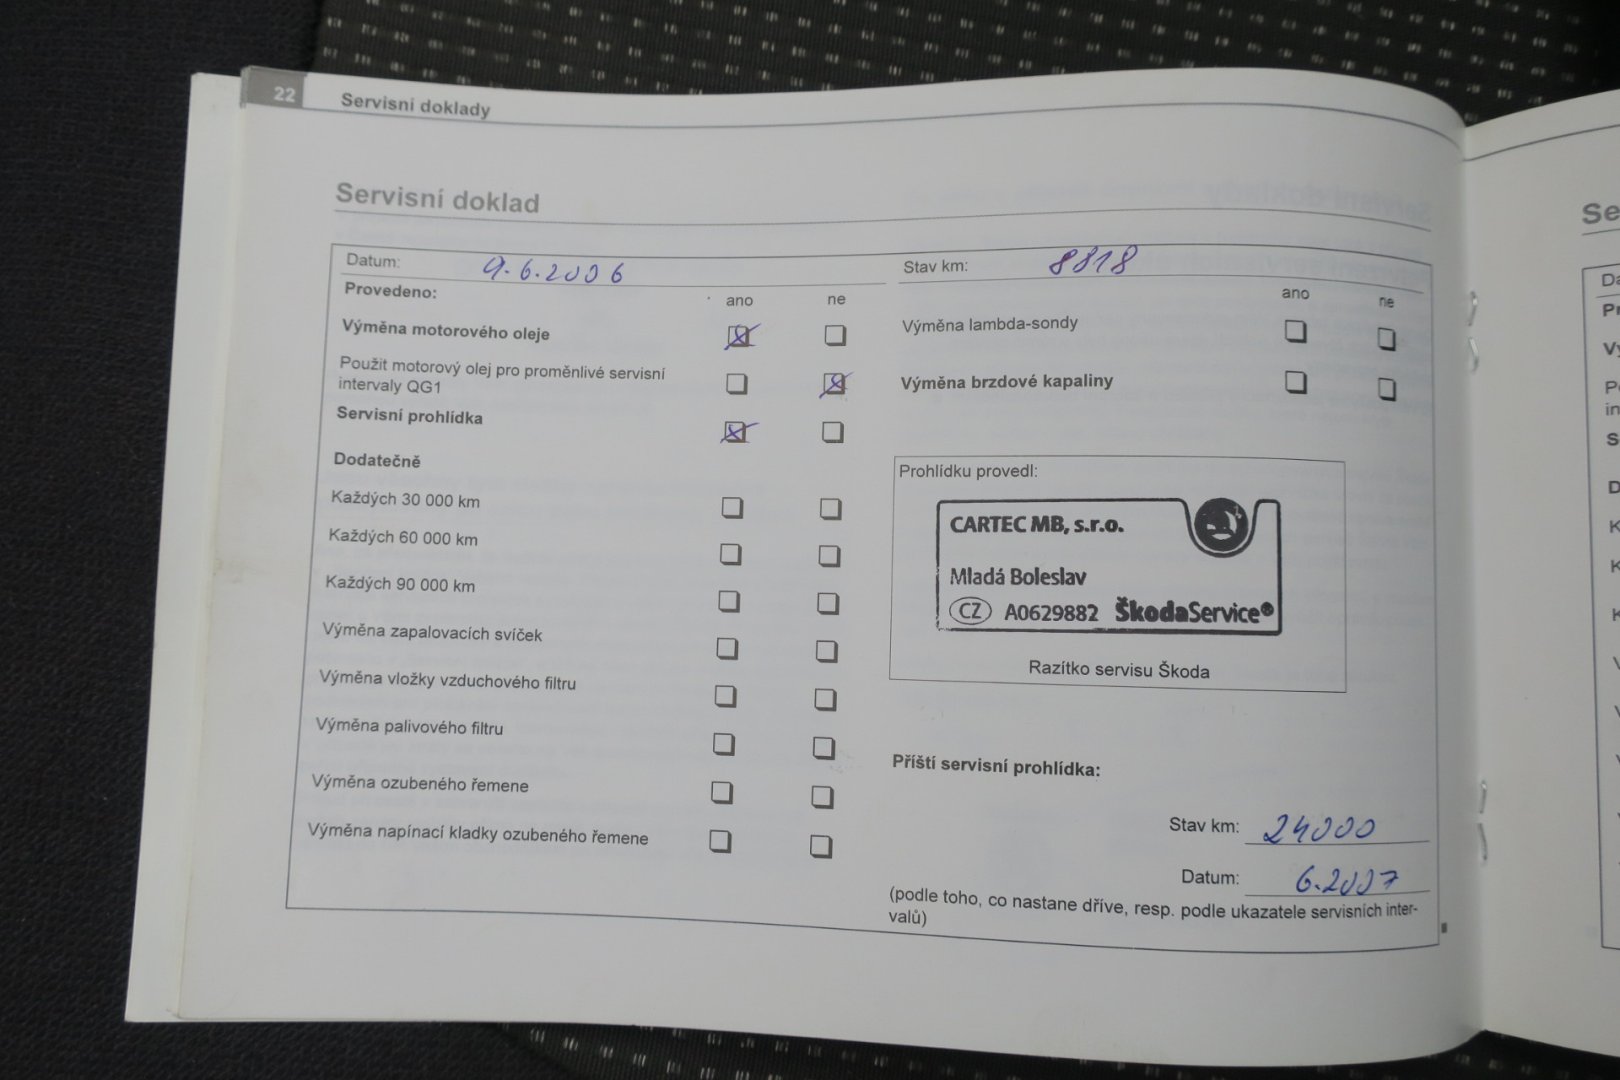 22
Servisní doklady
Servisní doklad
Datum: 9.6.2006
Provedeno:
ano ne
Výměna motorového oleje
Použit motorový olej pro proměnlivé servisní
intervaly QG1
Servisní prohlídka
Dodatečně
Každých 30 000 km
Každých 60 000 km
Každých 90 000 km
Výměna zapalovacích svíček
Výměna vložky vzduchového filtru
Výměna palivového filtru
Výměna ozubeného řemene
Výměna napínací kladky ozubeného řemene
Stav km: 8818
ano ne
Výměna lambda-sondy
Výměna brzdové kapaliny
Prohlídku provedl:
CARTEC MB, s.r.o.
Mladá Boleslav
CZ A0629882 ŠkodaService
Razítko servisu Škoda
Příští servisní prohlídka:
Stav km: 24000
Datum: 6.2007
(podle toho, co nastane dříve, resp. podle ukazatele servisních inter-
valů)
Se